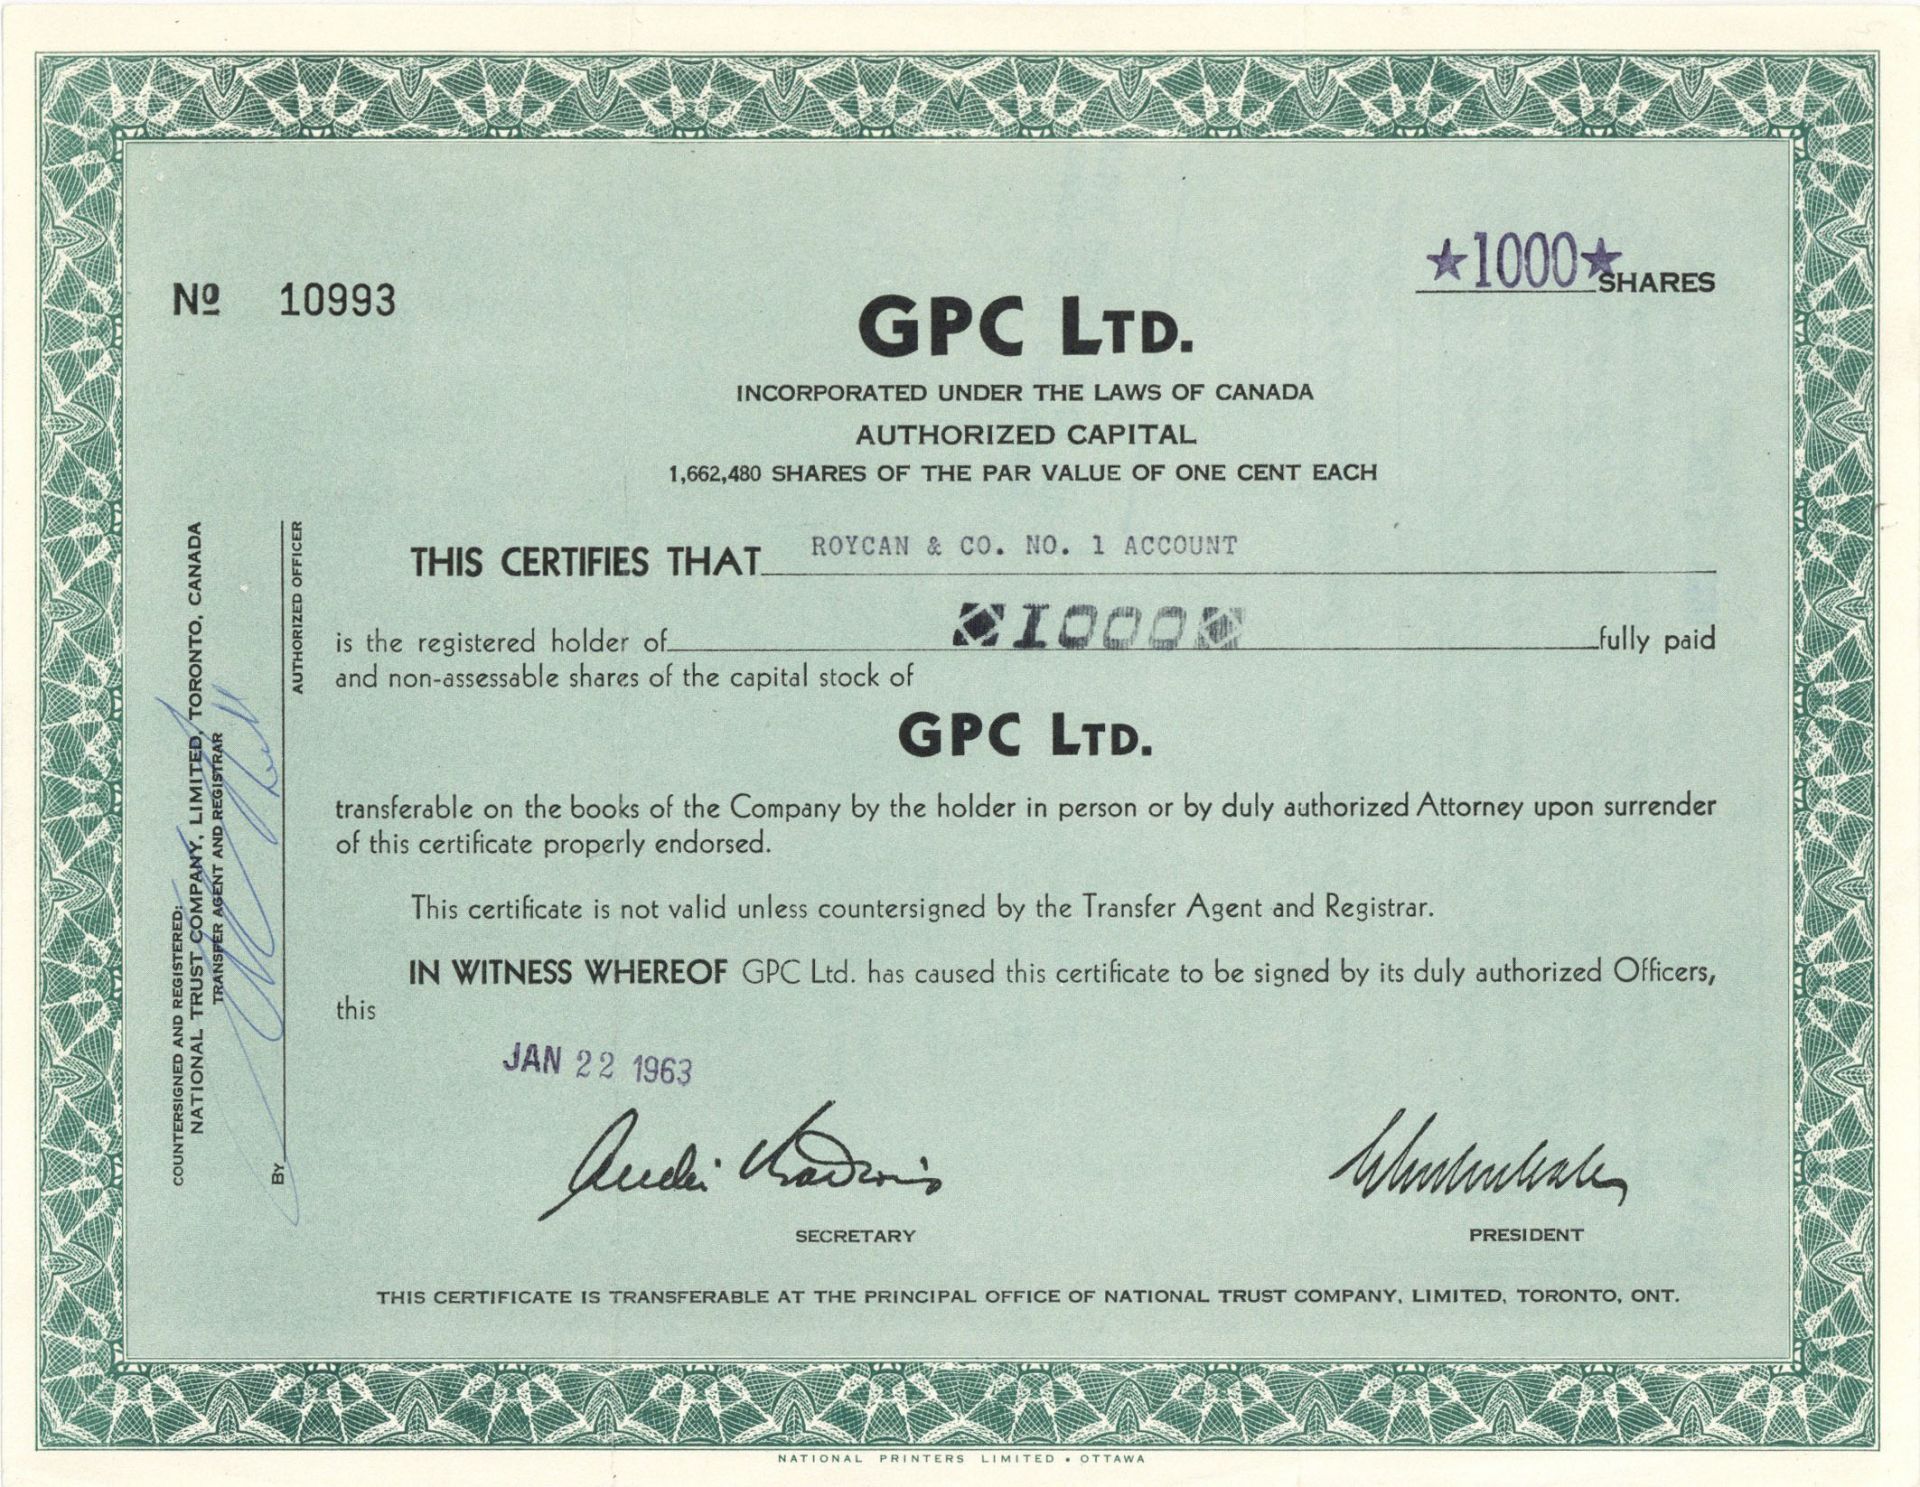 ★1000★ SHARES
Nº 10993
GPC LTD.
INCORPORATED UNDER THE LAWS OF CANADA
AUTHORIZED CAPITAL
1,662,480 SHARES OF THE PAR VALUE OF ONE CENT EACH
THIS CERTIFIES THAT ROYCAN & CO. NO. 1 ACCOUNT
is the registered holder of 1000 fully paid
and non-assessable shares of the capital stock of
GPC LTD.
transferable on the books of the Company by the holder in person or by duly authorized Attorney upon surrender
of this certificate properly endorsed.
This certificate is not valid unless countersigned by the Transfer Agent and Registrar.
IN WITNESS WHEREOF GPC Ltd. has caused this certificate to be signed by its duly authorized Officers,
this
JAN 22 1963
SECRETARY
PRESIDENT
THIS CERTIFICATE IS TRANSFERABLE AT THE PRINCIPAL OFFICE OF NATIONAL TRUST COMPANY, LIMITED, TORONTO, ONT.
COUNTERSIGNED AND REGISTERED:
NATIONAL TRUST COMPANY, LIMITED, TORONTO, CANADA
TRANSFER AGENT AND REGISTRAR
BY
AUTHORIZED OFFICER
NATIONAL PRINTERS LIMITED • OTTAWA